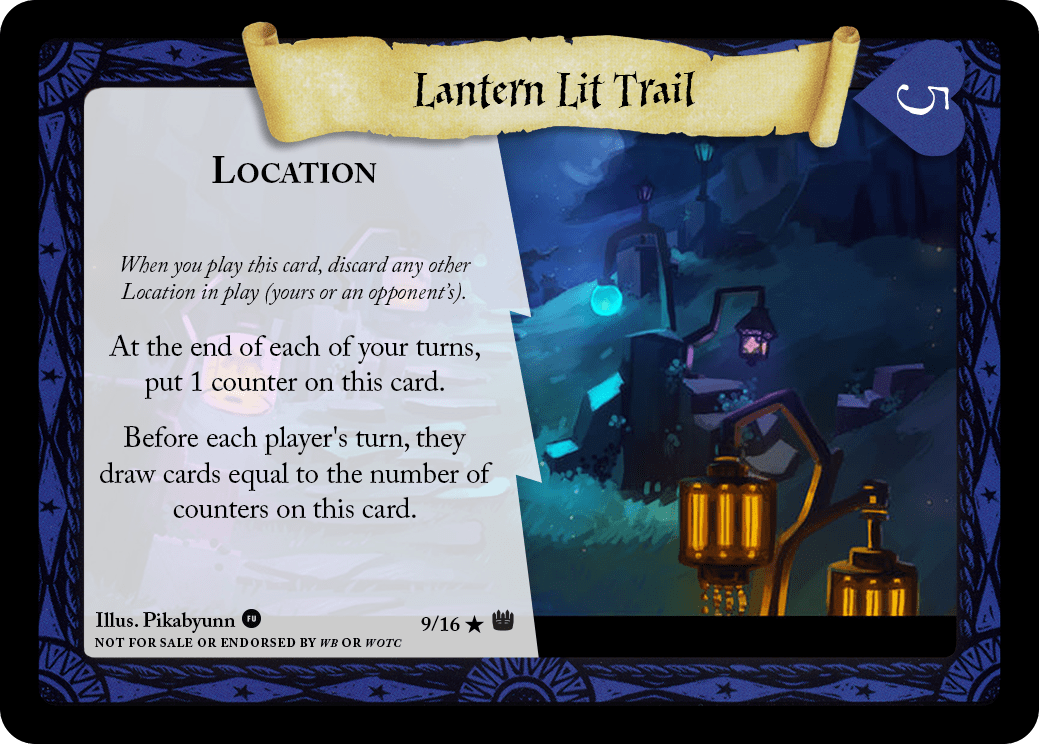 Lantern Lit Trail
5
LOCATION
When you play this card, discard any other
Location in play (yours or an opponent's).
At the end of each of your turns,
put 1 counter on this card.
Before each player's turn, they
draw cards equal to the number of
counters on this card.
Illus. Pikabyunn FU
9/16 ★
NOT FOR SALE OR ENDORSED BY WB OR WOTC